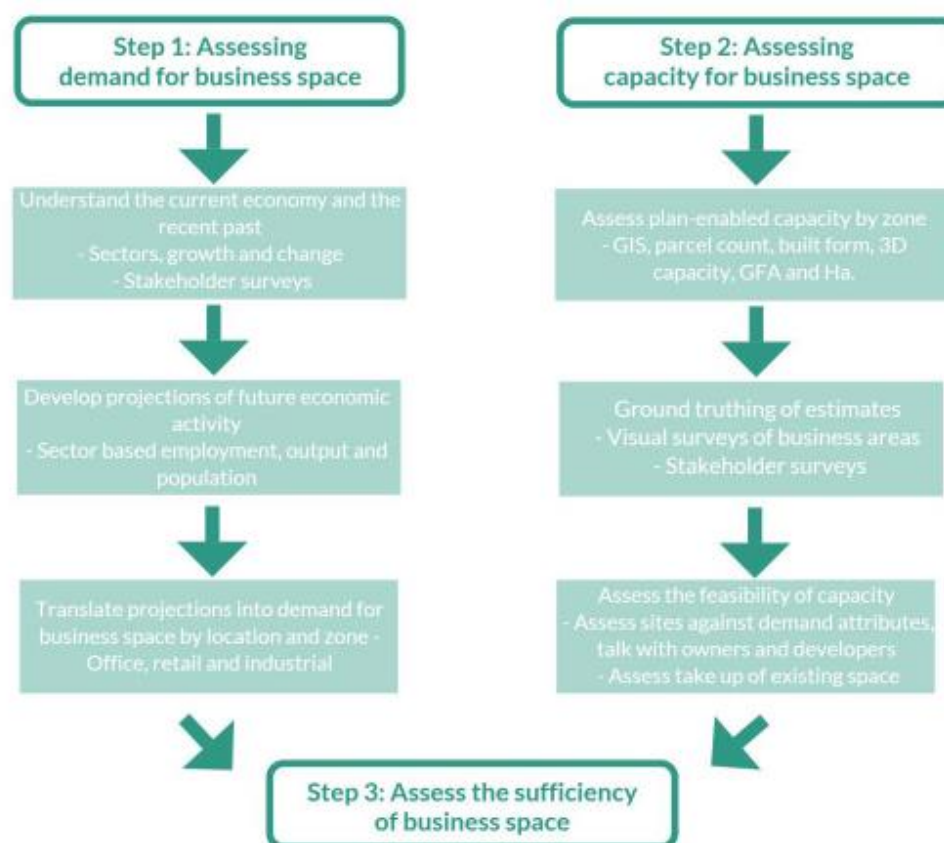 Step 1: Assessing
demand for business space
Understand the current economy and the
recent past
- Sectors, growth and change
- Stakeholder surveys
Develop projections of future economic
activity
- Sector based employment, output and
population
Translate projections into demand for
business space by location and zone -
Office, retail and industrial
Step 2: Assessing
capacity for business space
Assess plan-enabled capacity by zone
- GIS, parcel count, built form, 3D
capacity, GFA and Ha.
Ground truthing of estimates
- Visual surveys of business areas
- Stakeholder surveys
Assess the feasibility of capacity
- Assess sites against demand attributes,
talk with owners and developers
- Assess take up of existing space
Step 3: Assess the sufficiency
of business space